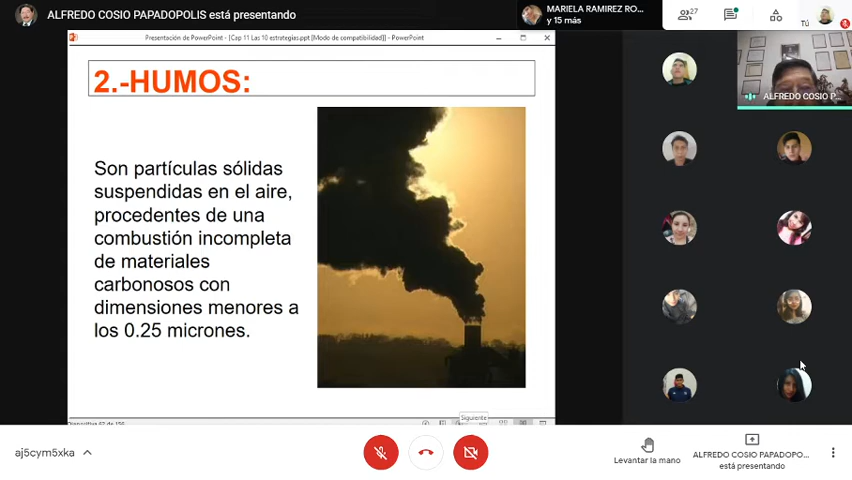 ALFREDO COSIO PAPADOPOLIS está presentando
MARIELA RAMIREZ RO...
y 15 más
27
Tú
Presentación de PowerPoint - [Cap 11 Las 10 estrategias.ppt [Modo de compatibilidad]] - PowerPoint
2.-HUMOS:
Son partículas sólidas
suspendidas en el aire,
procedentes de una
combustión incompleta
de materiales
carbonosos con
dimensiones menores a
los 0.25 micrones.
ALFREDO COSIO P...
Siguiente
aj5cym5xka
Levantar la mano
ALFREDO COSIO PAPADOPO...
está presentando